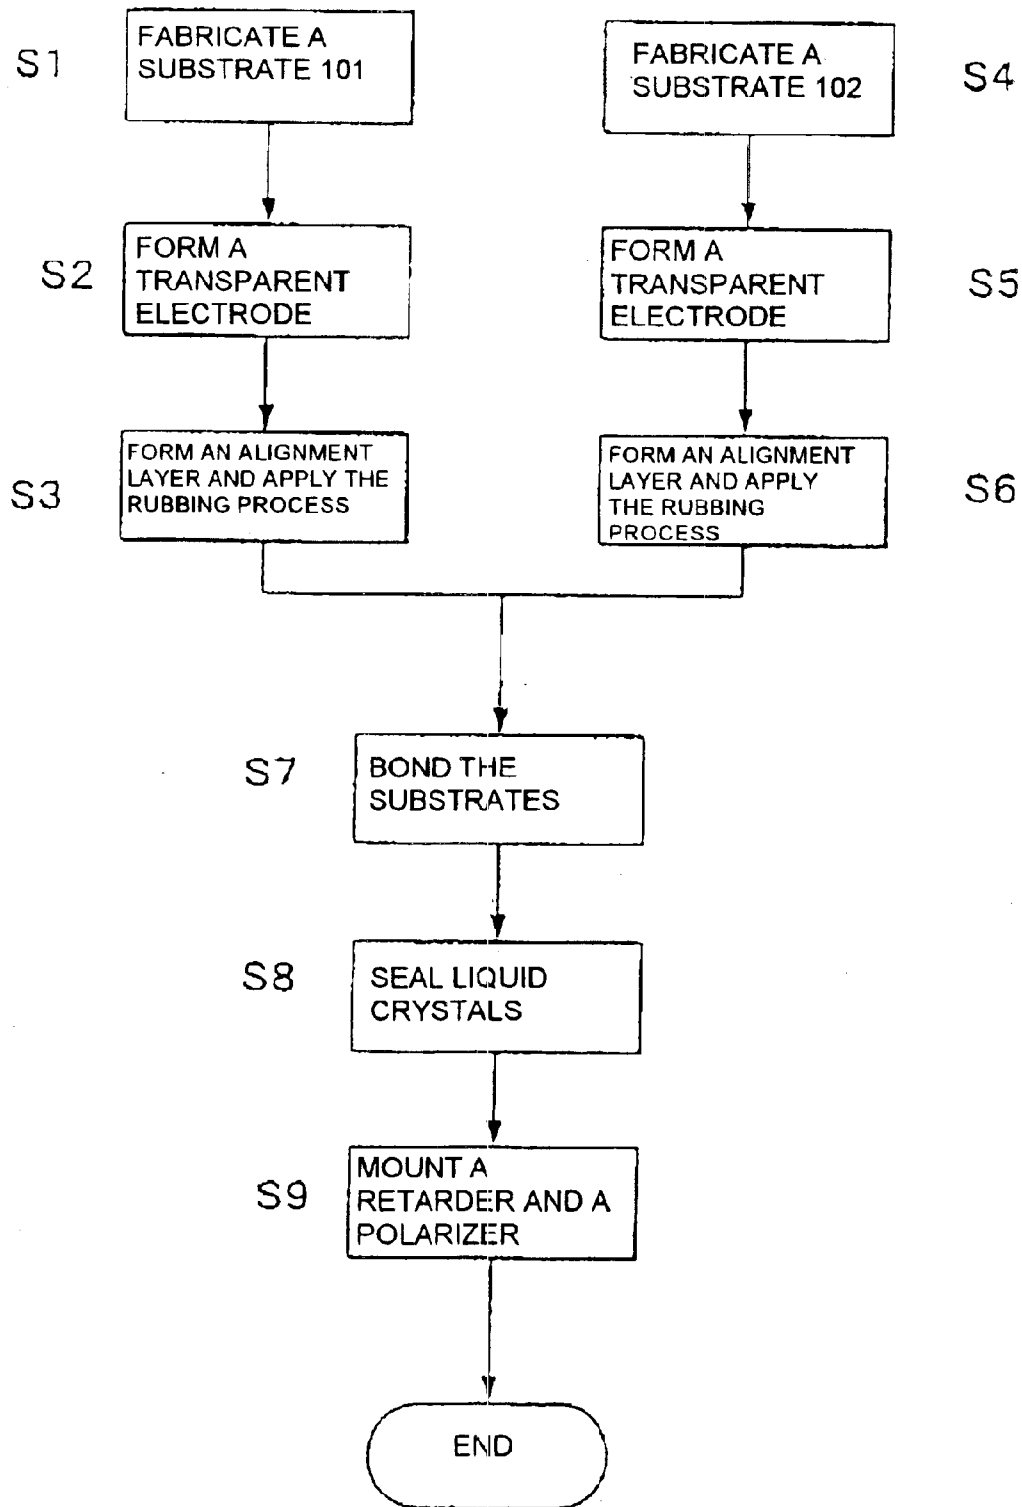 S1
FABRICATE A
SUBSTRATE 101
S4
FABRICATE A
SUBSTRATE 102
S2
FORM A
TRANSPARENT
ELECTRODE
S5
FORM A
TRANSPARENT
ELECTRODE
S3
FORM AN ALIGNMENT
LAYER AND APPLY THE
RUBBING PROCESS
S6
FORM AN ALIGNMENT
LAYER AND APPLY
THE RUBBING
PROCESS
S7
BOND THE
SUBSTRATES
S8
SEAL LIQUID
CRYSTALS
S9
MOUNT A
RETARDER AND A
POLARIZER
END